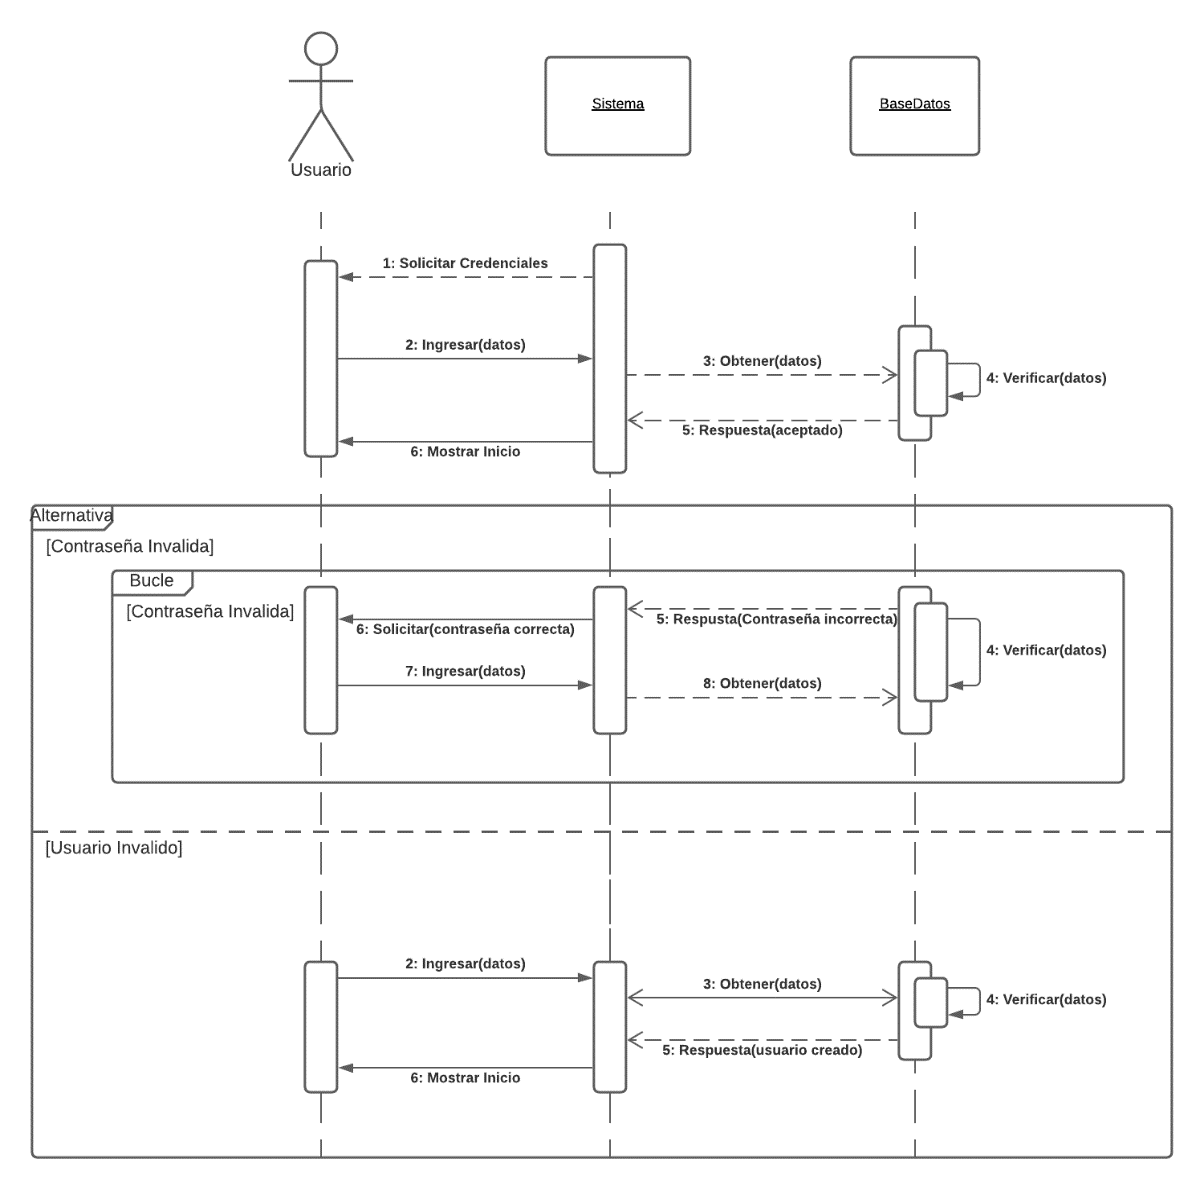 Usuario
Sistema
BaseDatos
1: Solicitar Credenciales
2: Ingresar(datos)
3: Obtener(datos)
4: Verificar(datos)
5: Respuesta(aceptado)
6: Mostrar Inicio
Alternativa
[Contraseña Invalida]
Bucle
[Contraseña Invalida]
5: Respusta(Contraseña incorrecta)
6: Solicitar(contraseña correcta)
4: Verificar(datos)
7: Ingresar(datos)
8: Obtener(datos)
[Usuario Invalido]
2: Ingresar(datos)
3: Obtener(datos)
4: Verificar(datos)
5: Respuesta(usuario creado)
6: Mostrar Inicio